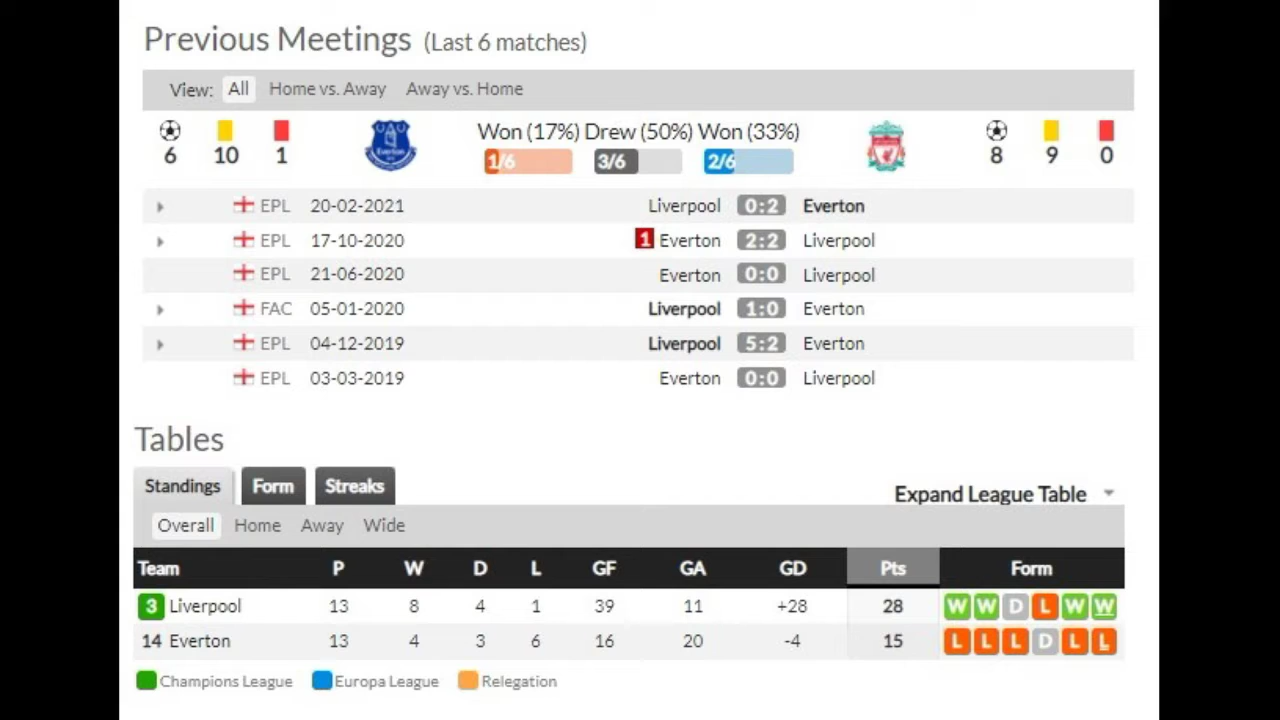 Previous Meetings (Last 6 matches)
View: All Home vs. Away Away vs. Home
6 10 1 Everton Won (17%) Drew (50%) Won (33%) 8 9 0
1/6 3/6 2/6
EPL 20-02-2021 Liverpool 0:2 Everton
EPL 17-10-2020 1 Everton 2:2 Liverpool
EPL 21-06-2020 Everton 0:0 Liverpool
FAC 05-01-2020 Liverpool 1:0 Everton
EPL 04-12-2019 Liverpool 5:2 Everton
EPL 03-03-2019 Everton 0:0 Liverpool
Tables
Standings Form Streaks Expand League Table
Overall Home Away Wide
Team P W D L GF GA GD Pts Form
3 Liverpool 13 8 4 1 39 11 +28 28 W W D L W W
14 Everton 13 4 3 6 16 20 -4 15 L L L D L L
Champions League Europa League Relegation